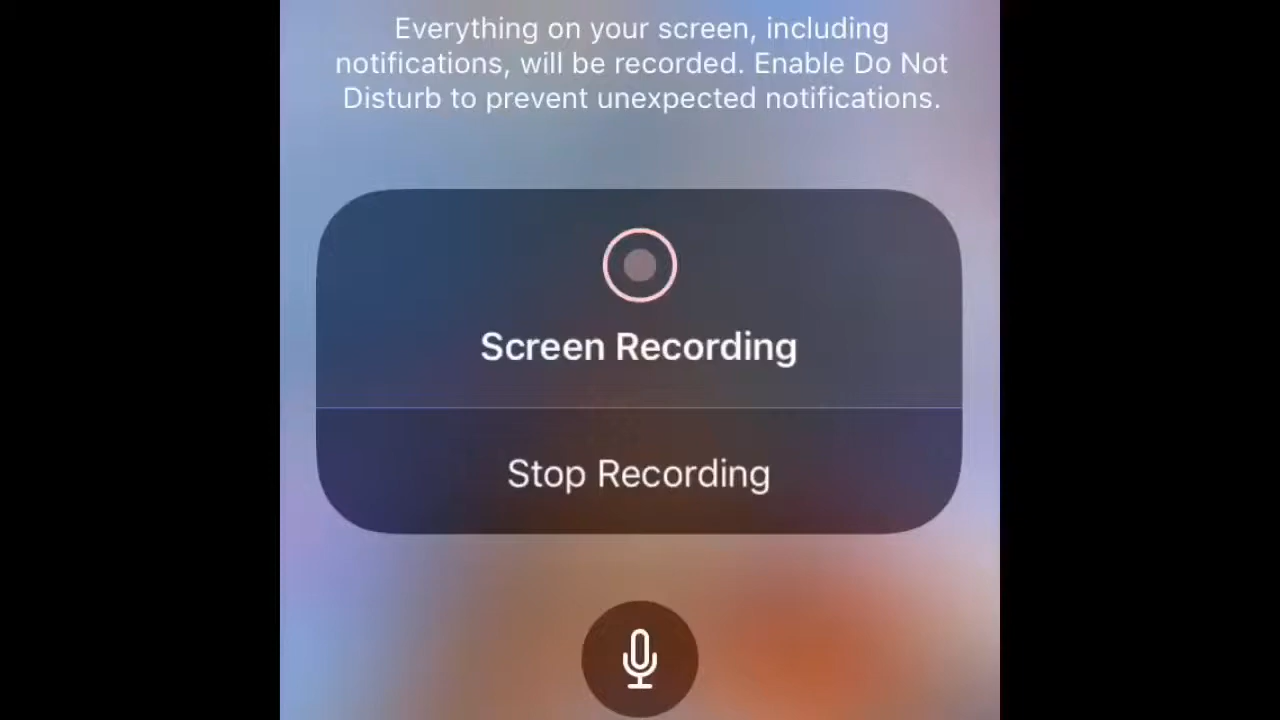 Everything on your screen, including
notifications, will be recorded. Enable Do Not
Disturb to prevent unexpected notifications.
Screen Recording
Stop Recording